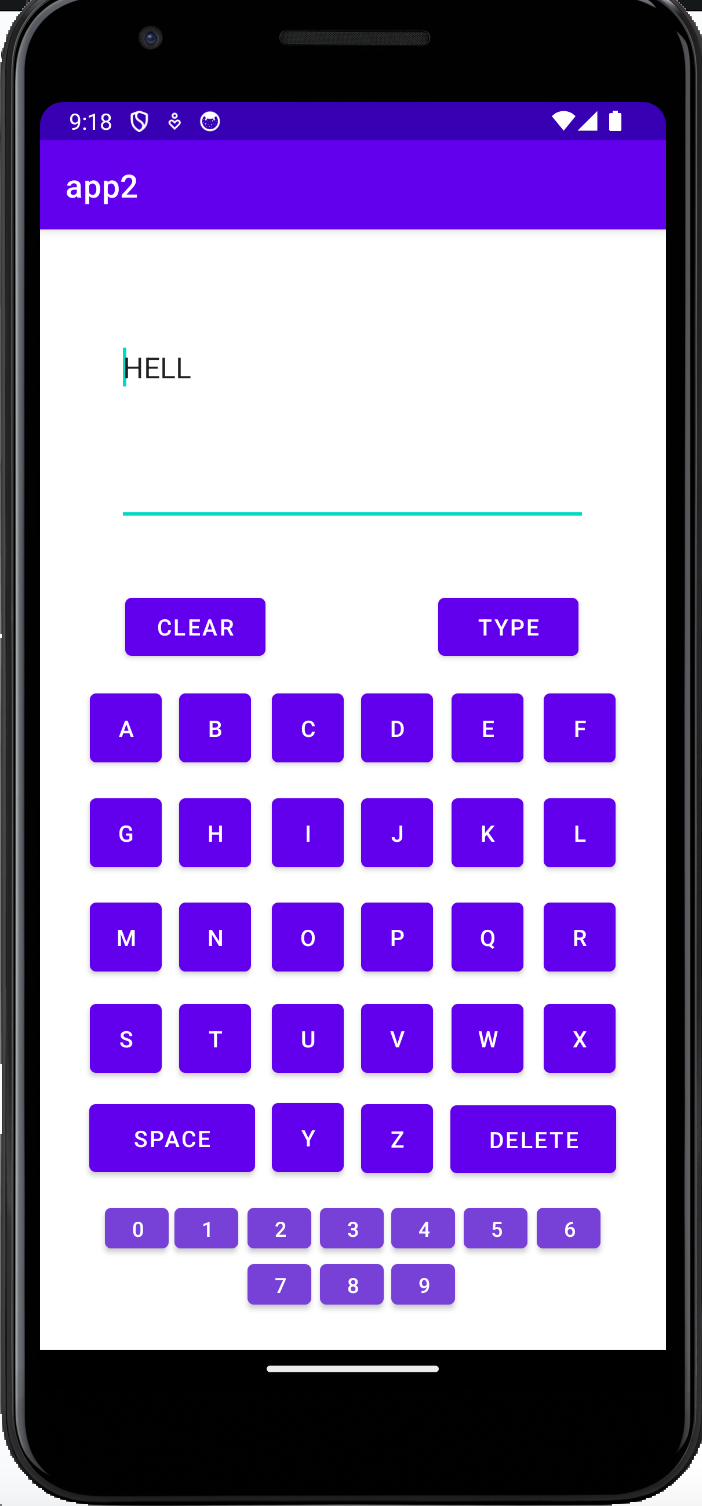 9:18
app2
HELL
CLEAR TYPE
A B C D E F
G H I J K L
M N O P Q R
S T U V W X
SPACE Y Z DELETE
0 1 2 3 4 5 6
7 8 9